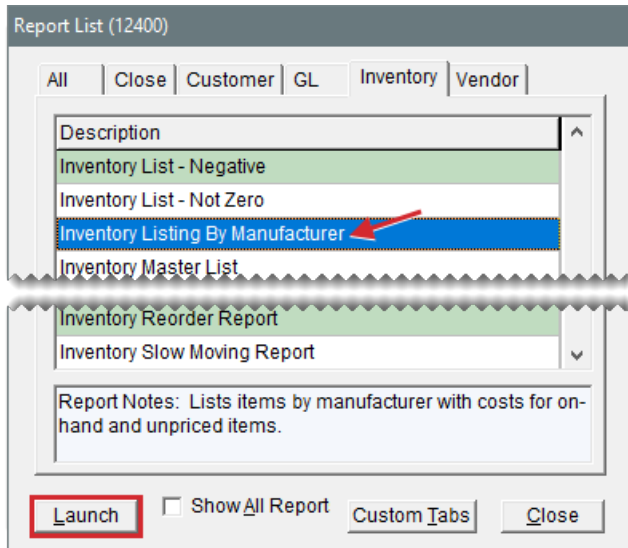 Report List (12400)
All Close Customer GL Inventory Vendor
Description
Inventory List - Negative
Inventory List - Not Zero
Inventory Listing By Manufacturer
Inventory Master List
Inventory Reorder Report
Inventory Slow Moving Report
Report Notes: Lists items by manufacturer with costs for on-
hand and unpriced items.
Launch Show All Report Custom Tabs Close